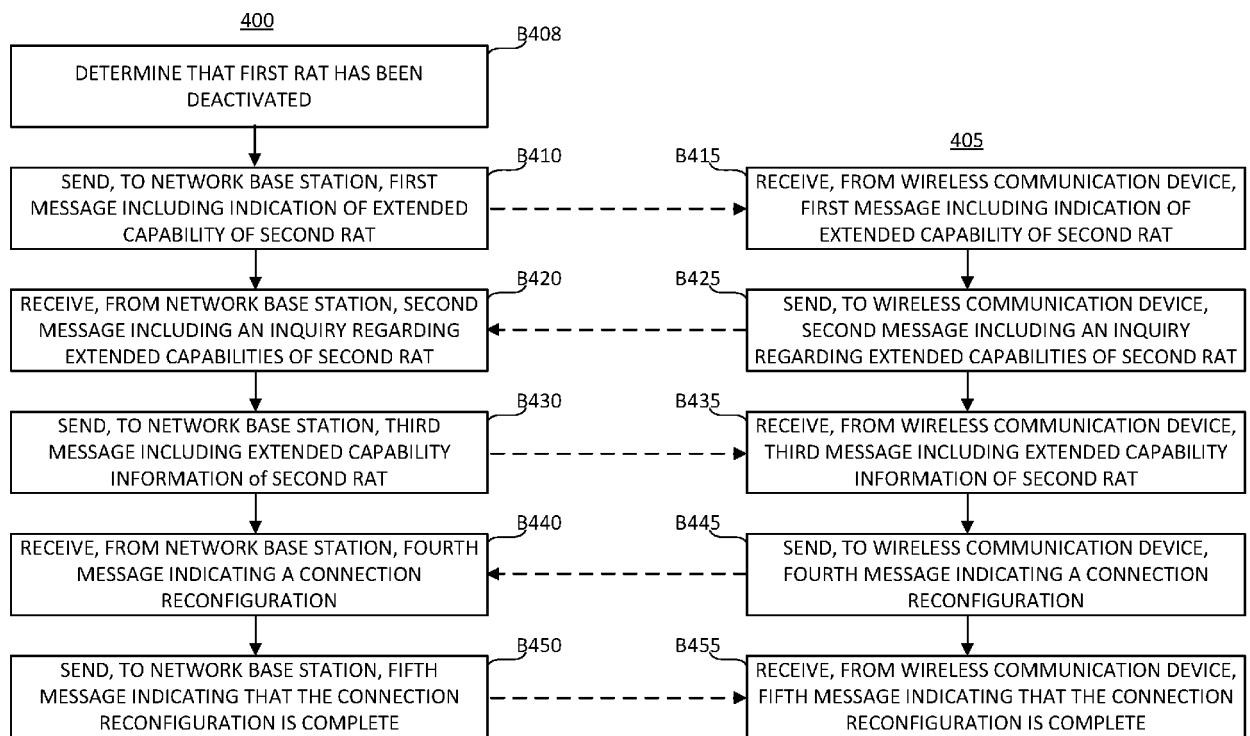 400
B408
DETERMINE THAT FIRST RAT HAS BEEN
DEACTIVATED
405
B410
SEND, TO NETWORK BASE STATION, FIRST
MESSAGE INCLUDING INDICATION OF EXTENDED
CAPABILITY OF SECOND RAT
B415
RECEIVE, FROM WIRELESS COMMUNICATION DEVICE,
FIRST MESSAGE INCLUDING INDICATION OF
EXTENDED CAPABILITY OF SECOND RAT
B420
RECEIVE, FROM NETWORK BASE STATION, SECOND
MESSAGE INCLUDING AN INQUIRY REGARDING
EXTENDED CAPABILITIES OF SECOND RAT
B425
SEND, TO WIRELESS COMMUNICATION DEVICE,
SECOND MESSAGE INCLUDING AN INQUIRY
REGARDING EXTENDED CAPABILITIES OF SECOND RAT
B430
SEND, TO NETWORK BASE STATION, THIRD
MESSAGE INCLUDING EXTENDED CAPABILITY
INFORMATION of SECOND RAT
B435
RECEIVE, FROM WIRELESS COMMUNICATION DEVICE,
THIRD MESSAGE INCLUDING EXTENDED CAPABILITY
INFORMATION OF SECOND RAT
B440
RECEIVE, FROM NETWORK BASE STATION, FOURTH
MESSAGE INDICATING A CONNECTION
RECONFIGURATION
B445
SEND, TO WIRELESS COMMUNICATION DEVICE,
FOURTH MESSAGE INDICATING A CONNECTION
RECONFIGURATION
B450
SEND, TO NETWORK BASE STATION, FIFTH
MESSAGE INDICATING THAT THE CONNECTION
RECONFIGURATION IS COMPLETE
B455
RECEIVE, FROM WIRELESS COMMUNICATION DEVICE,
FIFTH MESSAGE INDICATING THAT THE CONNECTION
RECONFIGURATION IS COMPLETE